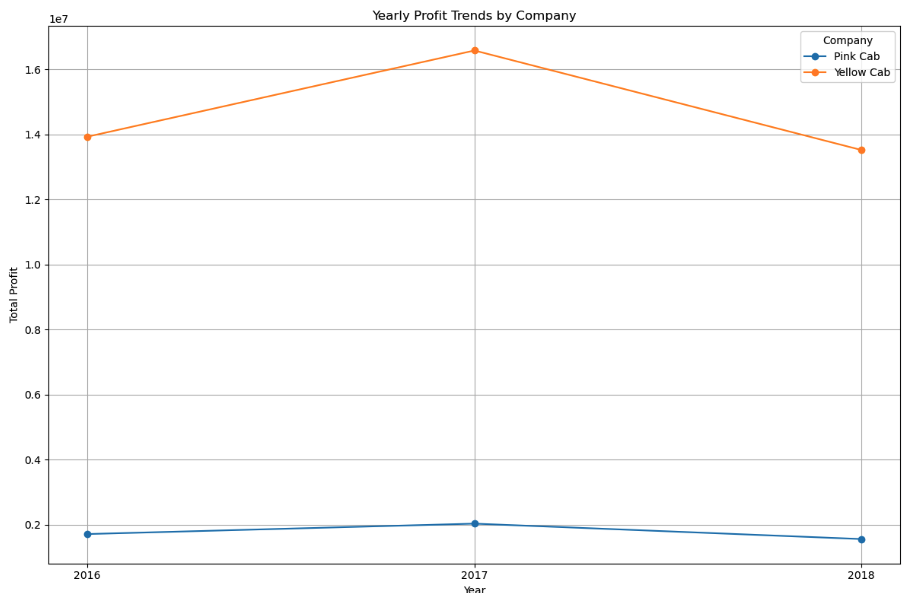 Yearly Profit Trends by Company
1e7
Company
Pink Cab
Yellow Cab
1.6
1.4
1.2
1.0
0.8
0.6
0.4
0.2
Total Profit
2016 2017 2018
Year